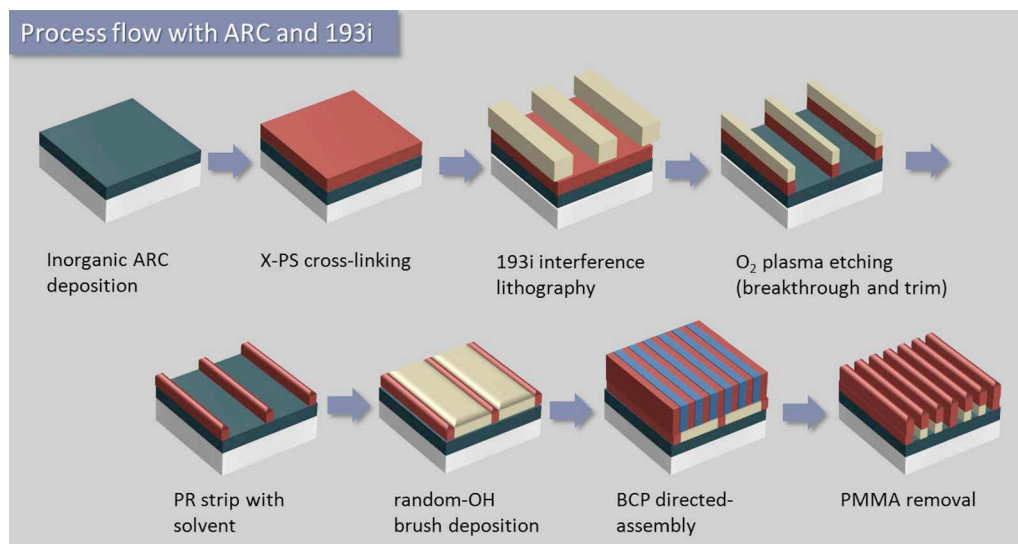 Process flow with ARC and 193i
Inorganic ARC
deposition
X-PS cross-linking
193i interference
lithography
O₂ plasma etching
(breakthrough and trim)
PR strip with
solvent
random-OH
brush deposition
BCP directed-
assembly
PMMA removal